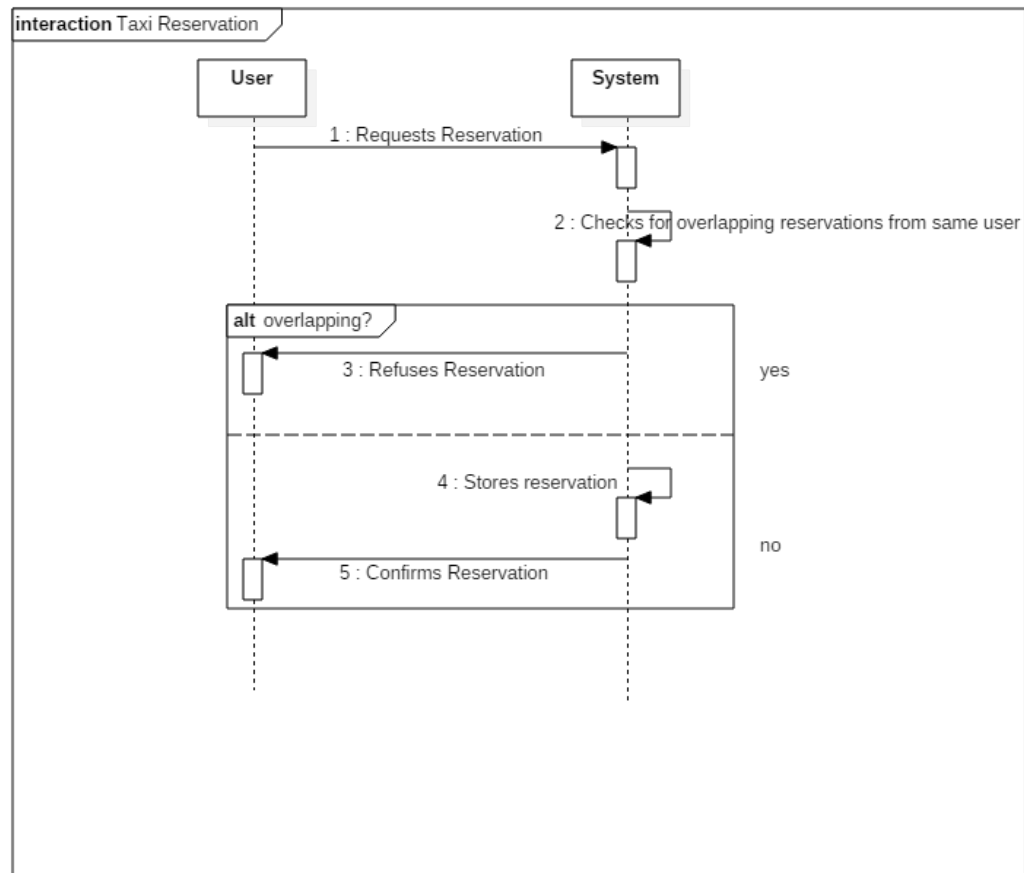 interaction Taxi Reservation
User
System
1 : Requests Reservation
2 : Checks for overlapping reservations from same user
alt overlapping?
3 : Refuses Reservation
yes
4 : Stores reservation
no
5 : Confirms Reservation